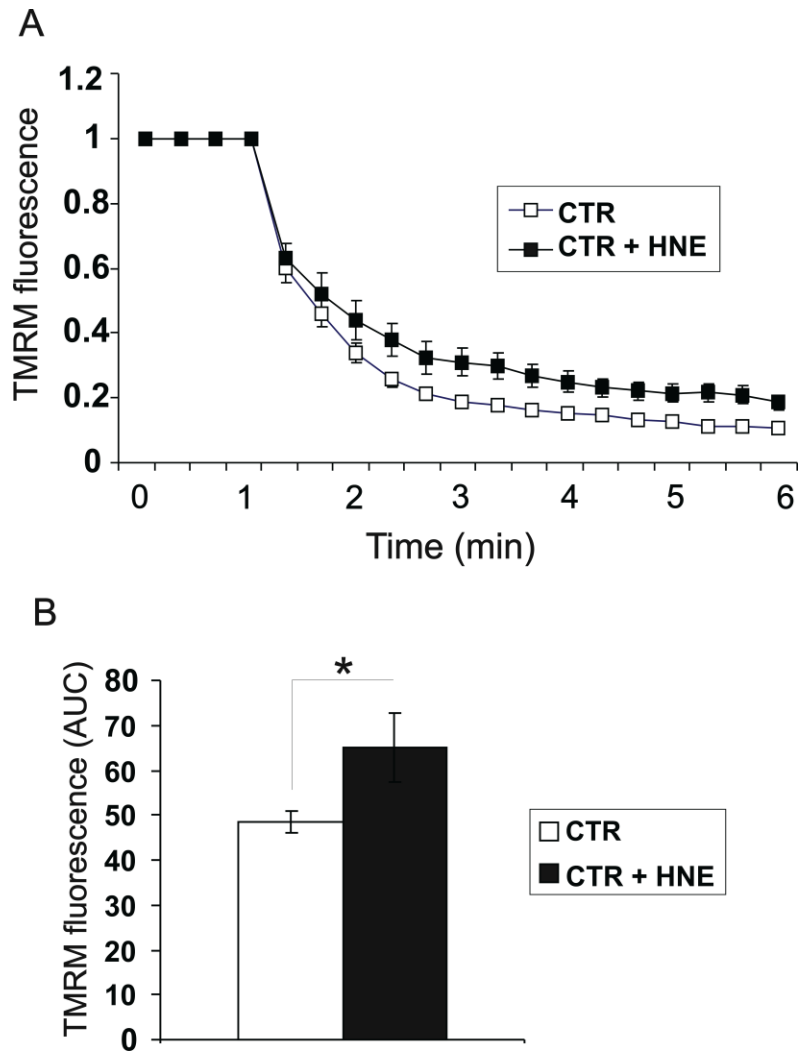 A
TMRM fluorescence
1.2
1
0.8
0.6
0.4
0.2
0
CTR
CTR + HNE
0 1 2 3 4 5 6
Time (min)
B
TMRM fluorescence (AUC)
80
70
60
50
40
30
20
10
0
*
CTR
CTR + HNE